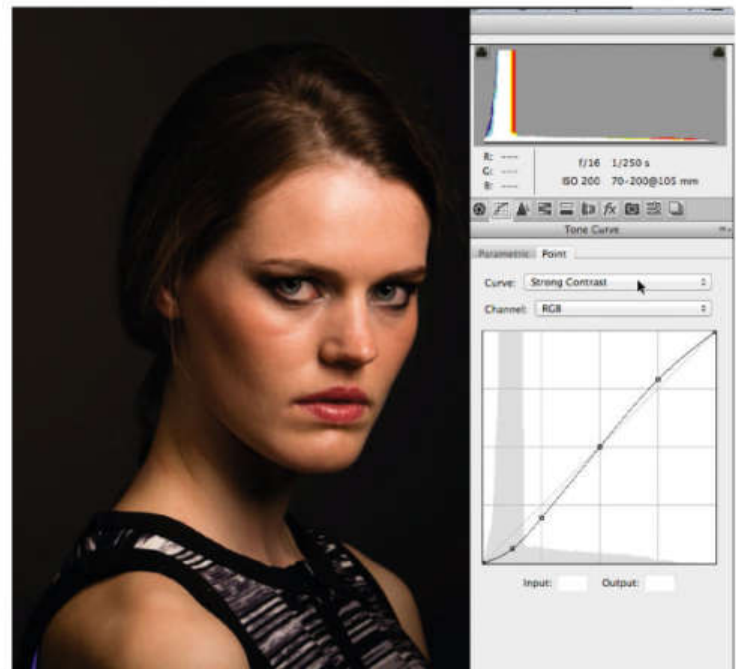 R: ---
G: ---
B: ---
f/16 1/250 s
ISO 200 70-200@105 mm
fx
Tone Curve
Parametric Point
Curve: Strong Contrast
Channel: RGB
Input: Output: